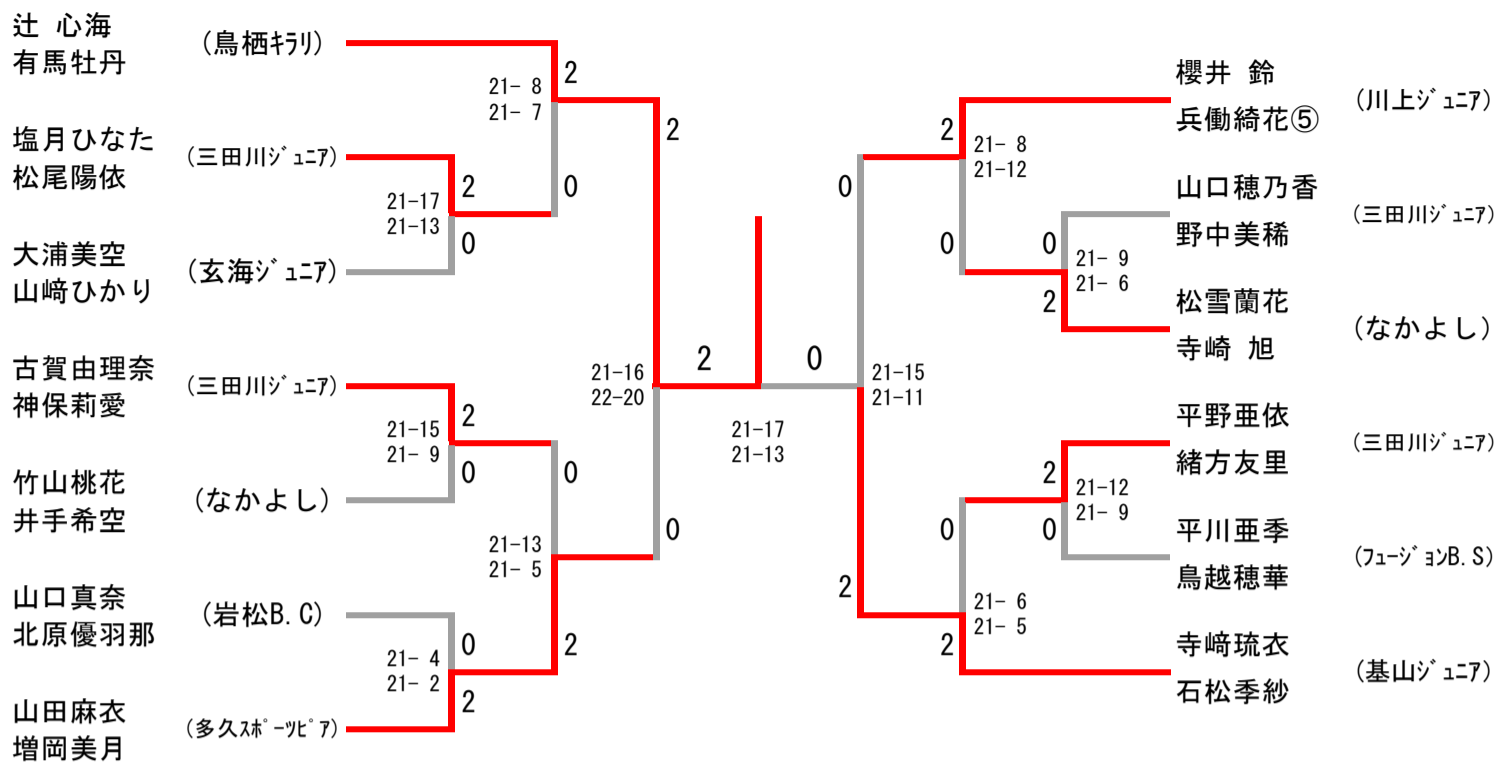 辻 心海
有馬牡丹
(鳥栖ｷﾗﾘ)
塩月ひなた
松尾陽依
(三田川ｼﾞｭﾆｱ)
大浦美空
山﨑ひかり
(玄海ｼﾞｭﾆｱ)
古賀由理奈
神保莉愛
(三田川ｼﾞｭﾆｱ)
竹山桃花
井手希空
(なかよし)
山口真奈
北原優羽那
(岩松B.C)
山田麻衣
増岡美月
(多久ｽﾎﾟｰﾂﾋﾟｱ)
21-17
21-13
2
0
21-15
21- 9
2
0
21- 4
21- 2
0
2
21- 8
21- 7
2
0
21-13
21- 5
0
2
21-16
22-20
2
0
2
0
21-17
21-13
0
2
21-15
21-11
2
0
21- 8
21-12
0
2
21- 6
21- 5
0
2
21- 9
21- 6
2
0
21-12
21- 9
櫻井 鈴
兵働綺花⑤
(川上ｼﾞｭﾆｱ)
山口穂乃香
野中美稀
(三田川ｼﾞｭﾆｱ)
松雪蘭花
寺崎 旭
(なかよし)
平野亜依
緒方友里
(三田川ｼﾞｭﾆｱ)
平川亜季
鳥越穂華
(ﾌｭｰｼﾞｮﾝB.S)
寺﨑琉衣
石松季紗
(基山ｼﾞｭﾆｱ)